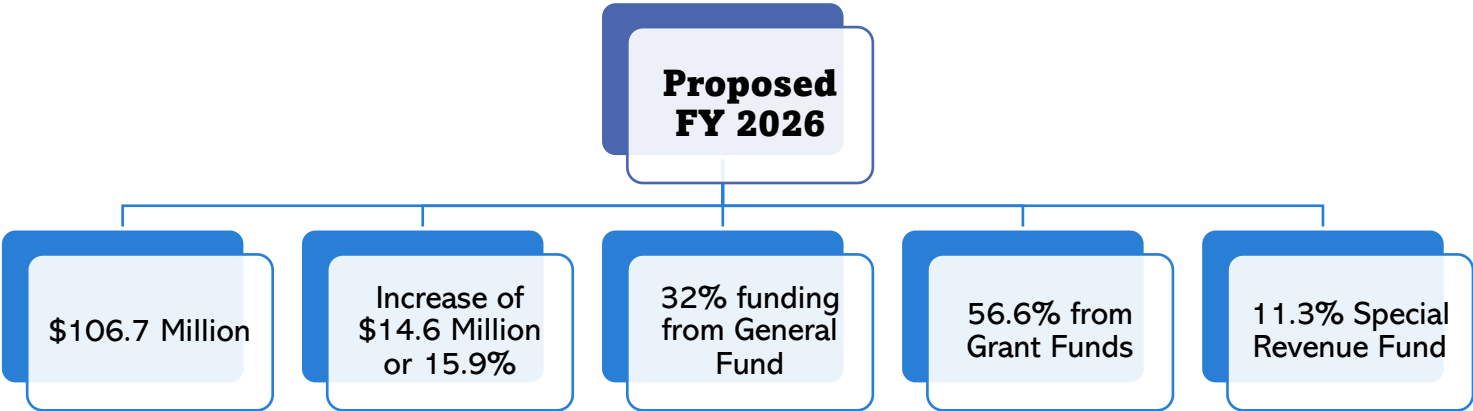 Proposed
FY 2026
$106.7 Million
Increase of
$14.6 Million
or 15.9%
32% funding
from General
Fund
56.6% from
Grant Funds
11.3% Special
Revenue Fund